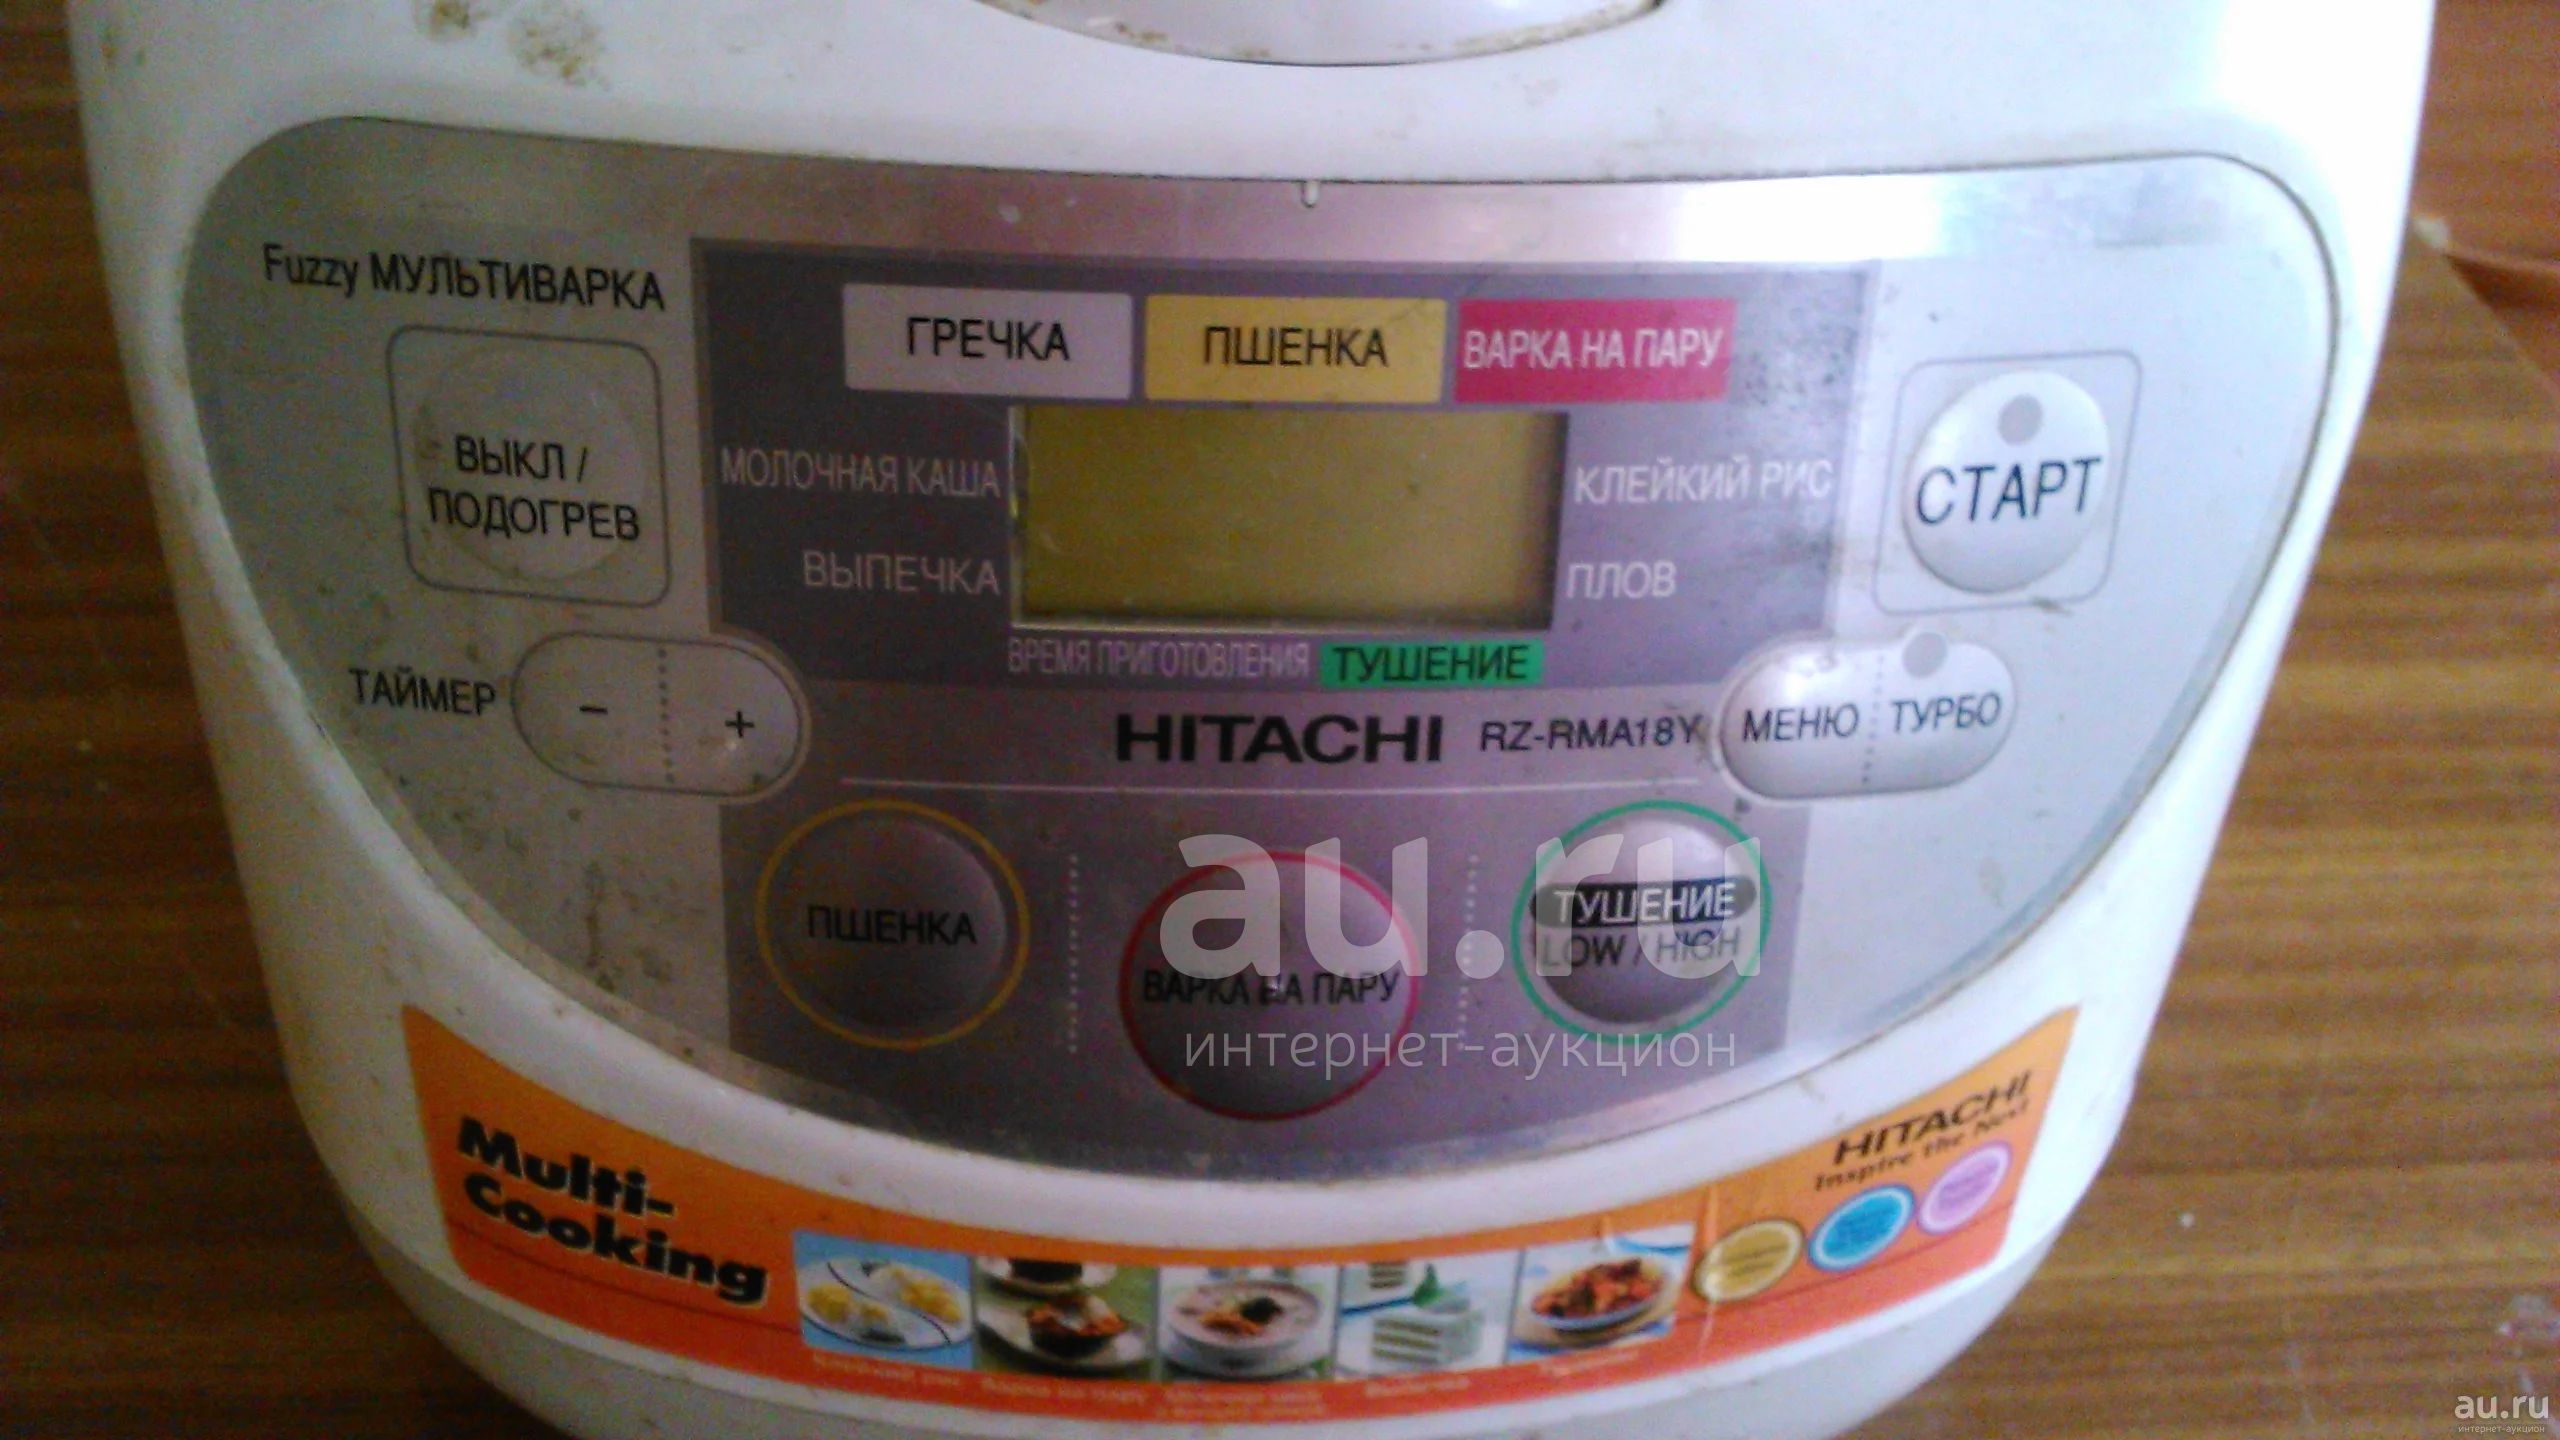 Fuzzy МУЛЬТИВАРКА
ГРЕЧКА
ПШЕНКА
ВАРКА НА ПАРУ
ВЫКЛ /
ПОДОГРЕВ
МОЛОЧНАЯ КАША
КЛЕЙКИЙ РИС
СТАРТ
ВЫПЕЧКА
ПЛОВ
ВРЕМЯ ПРИГОТОВЛЕНИЯ
ТУШЕНИЕ
ТАЙМЕР
- +
HITACHI RZ-RMA18Y
МЕНЮ ТУРБО
ПШЕНКА
ВАРКА НА ПАРУ
ТУШЕНИЕ
LOW / HIGH
au.ru
интернет-аукцион
Multi-
Cooking
HITACHI
Inspire the Next
au.ru
интернет-аукцион